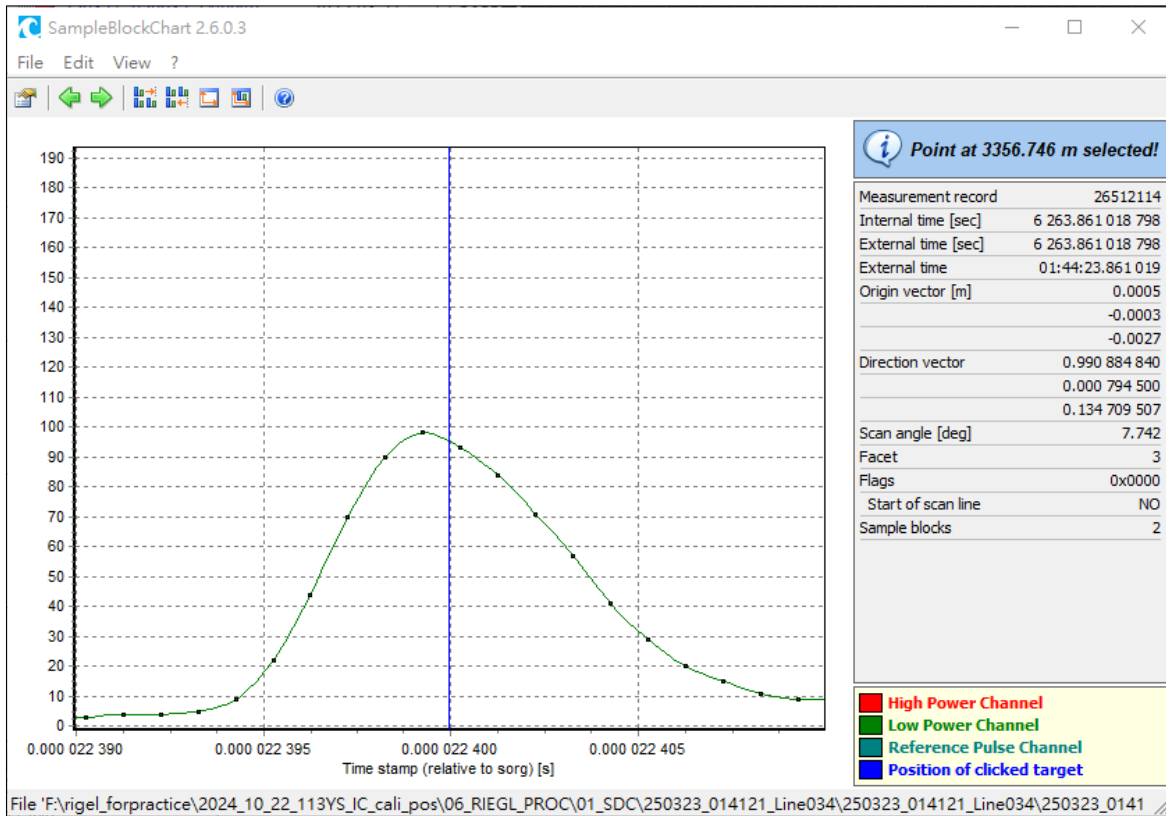 SampleBlockChart 2.6.0.3
File Edit View ?
Point at 3356.746 m selected!
190
180
170
160
150
140
130
120
110
100
90
80
70
60
50
40
30
20
10
0
0.000 022 390 0.000 022 395 0.000 022 400 0.000 022 405
Time stamp (relative to sorg) [s]
Measurement record 26512114
Internal time [sec] 6 263.861 018 798
External time [sec] 6 263.861 018 798
External time 01:44:23.861 019
Origin vector [m] 0.0005
-0.0003
-0.0027
Direction vector 0.990 884 840
0.000 794 500
0.134 709 507
Scan angle [deg] 7.742
Facet 3
Flags 0x0000
Start of scan line NO
Sample blocks 2
High Power Channel
Low Power Channel
Reference Pulse Channel
Position of clicked target
File 'F:\rigel_forpractice\2024_10_22_113YS_IC_cali_pos\06_RIEGL_PROC\01_SDC\250323_014121_Line034\250323_014121_Line034\250323_0141